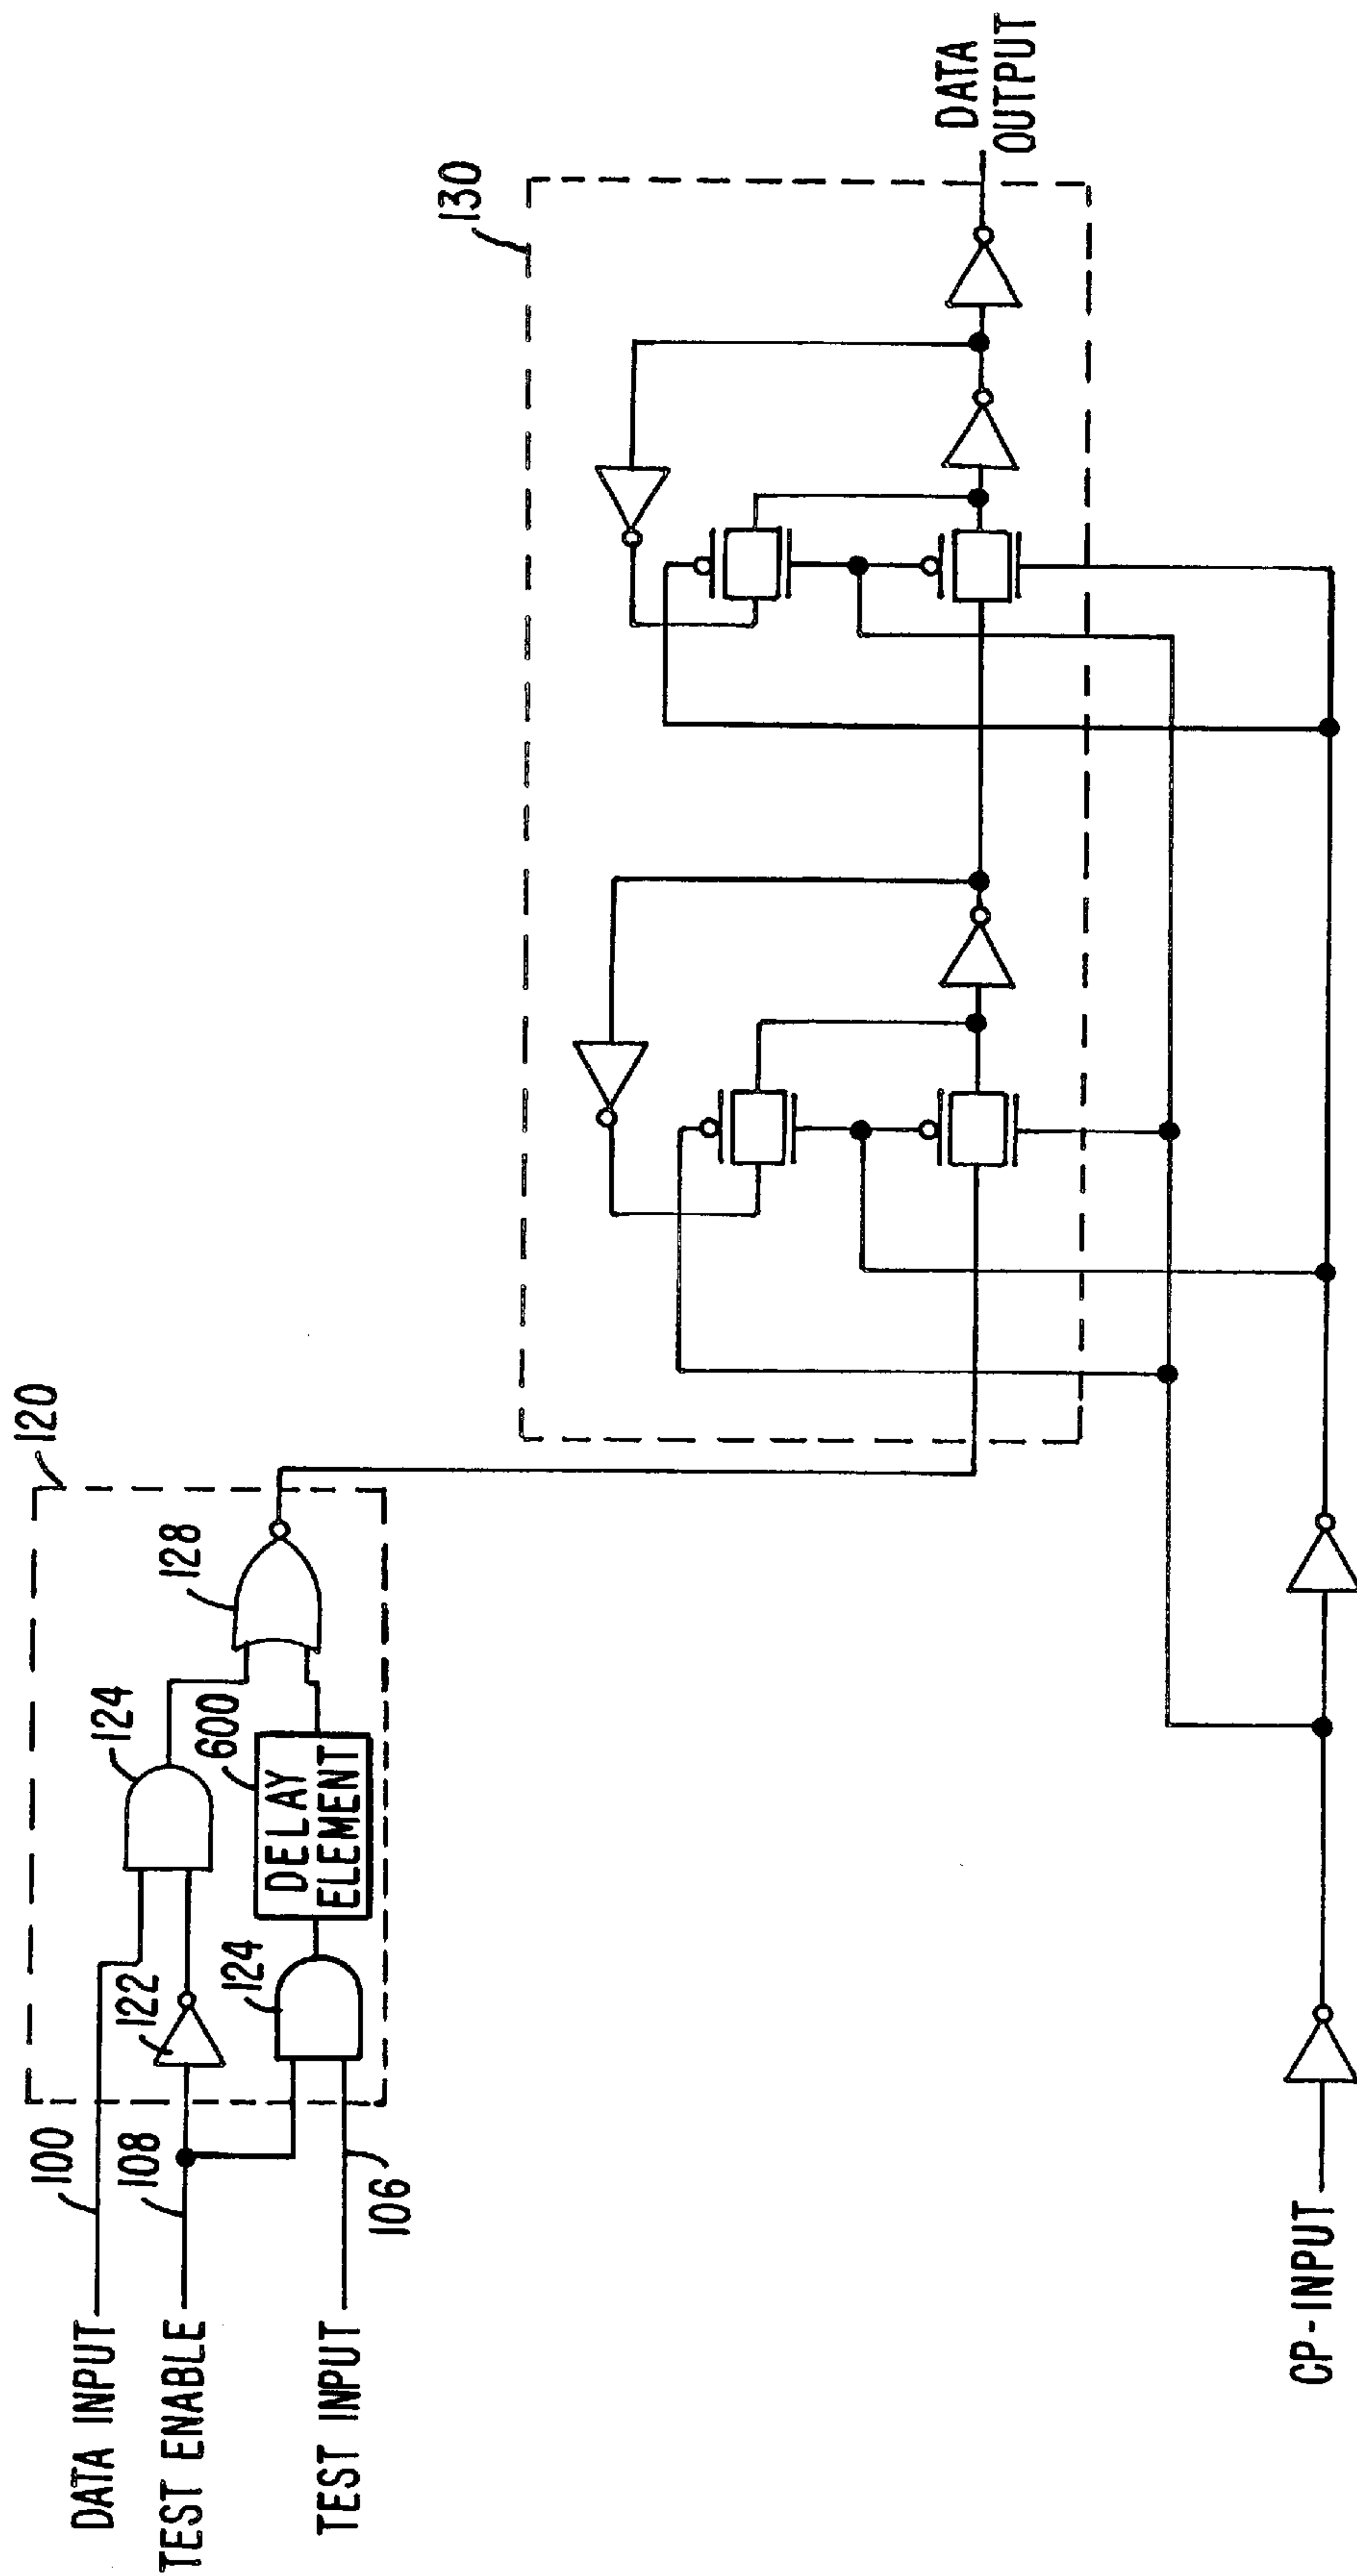 DATA INPUT
100
TEST ENABLE
108
TEST INPUT
106
120
122
124
124
DELAY
ELEMENT
600
128
130
DATA
OUTPUT
CP-INPUT